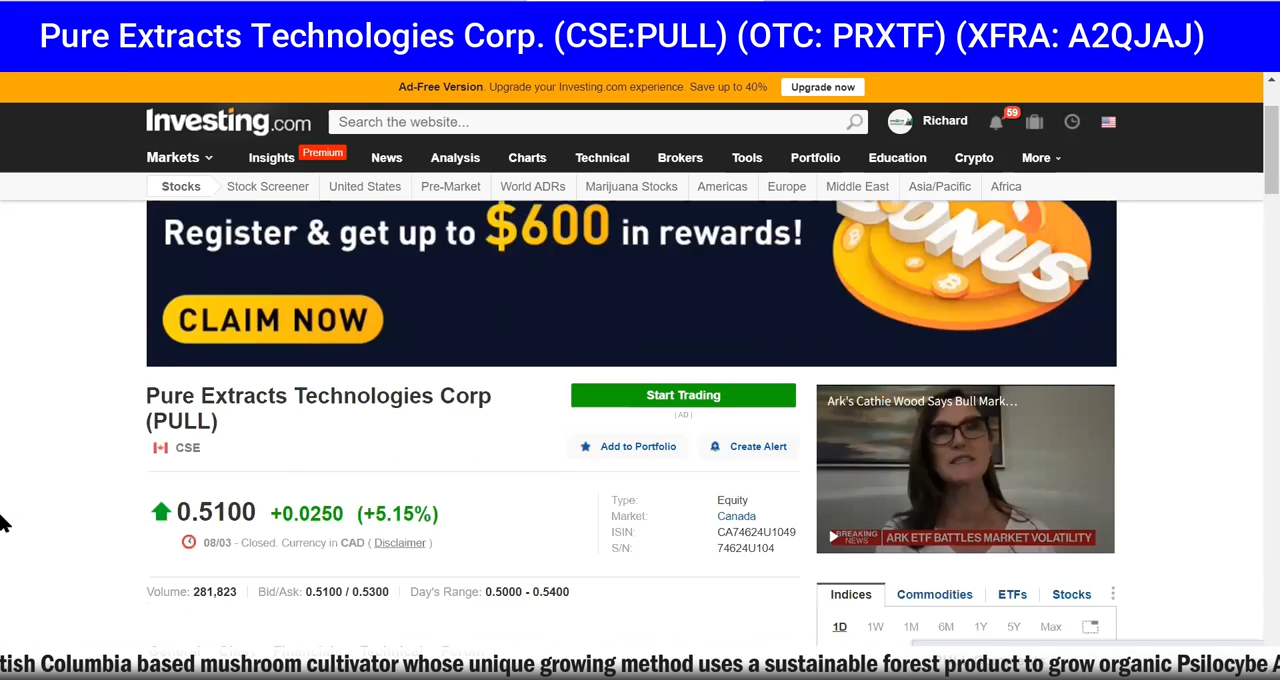 Pure Extracts Technologies Corp. (CSE:PULL) (OTC: PRXTF) (XFRA: A2QJAJ)
Ad-Free Version. Upgrade your Investing.com experience. Save up to 40% Upgrade now
Investing.com Search the website... Richard 59
Markets Insights Premium News Analysis Charts Technical Brokers Tools Portfolio Education Crypto More
Stocks Stock Screener United States Pre-Market World ADRs Marijuana Stocks Americas Europe Middle East Asia/Pacific Africa
Register & get up to $600 in rewards!
BONUS
CLAIM NOW
Pure Extracts Technologies Corp
(PULL)
CSE
Start Trading
| AD |
Add to Portfolio Create Alert
0.5100 +0.0250 (+5.15%)
08/03 - Closed. Currency in CAD ( Disclaimer )
Type: Equity
Market: Canada
ISIN: CA74624U1049
S/N: 74624U104
Volume: 281,823 Bid/Ask: 0.5100 / 0.5300 Day's Range: 0.5000 - 0.5400
Ark's Cathie Wood Says Bull Mark...
BREAKING
NEWS
ARK ETF BATTLES MARKET VOLATILITY
Indices Commodities ETFs Stocks
1D 1W 1M 6M 1Y 5Y Max
General Chart Financials Technical Forum
tish Columbia based mushroom cultivator whose unique growing method uses a sustainable forest product to grow organic Psilocybe A